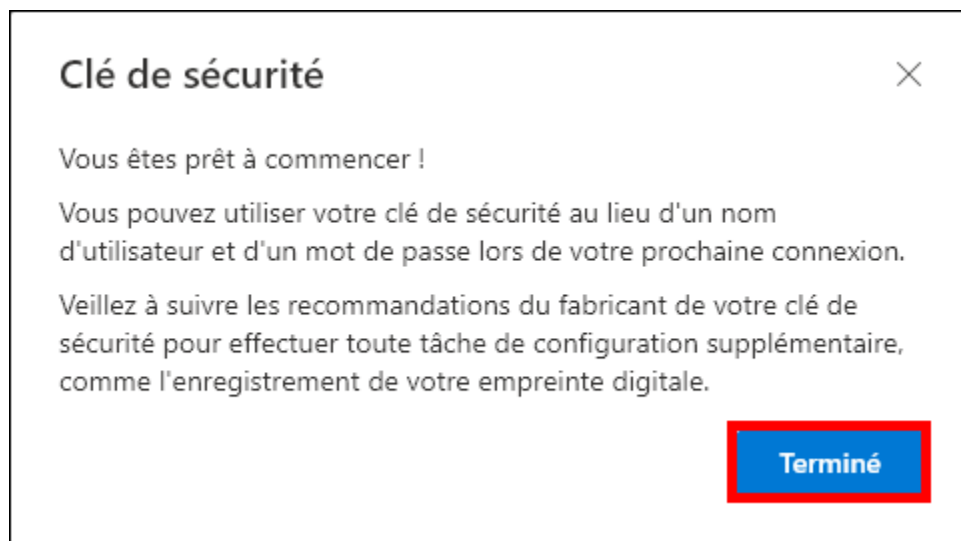 Clé de sécurité
Vous êtes prêt à commencer !
Vous pouvez utiliser votre clé de sécurité au lieu d'un nom
d'utilisateur et d'un mot de passe lors de votre prochaine connexion.
Veillez à suivre les recommandations du fabricant de votre clé de
sécurité pour effectuer toute tâche de configuration supplémentaire,
comme l'enregistrement de votre empreinte digitale.
Terminé